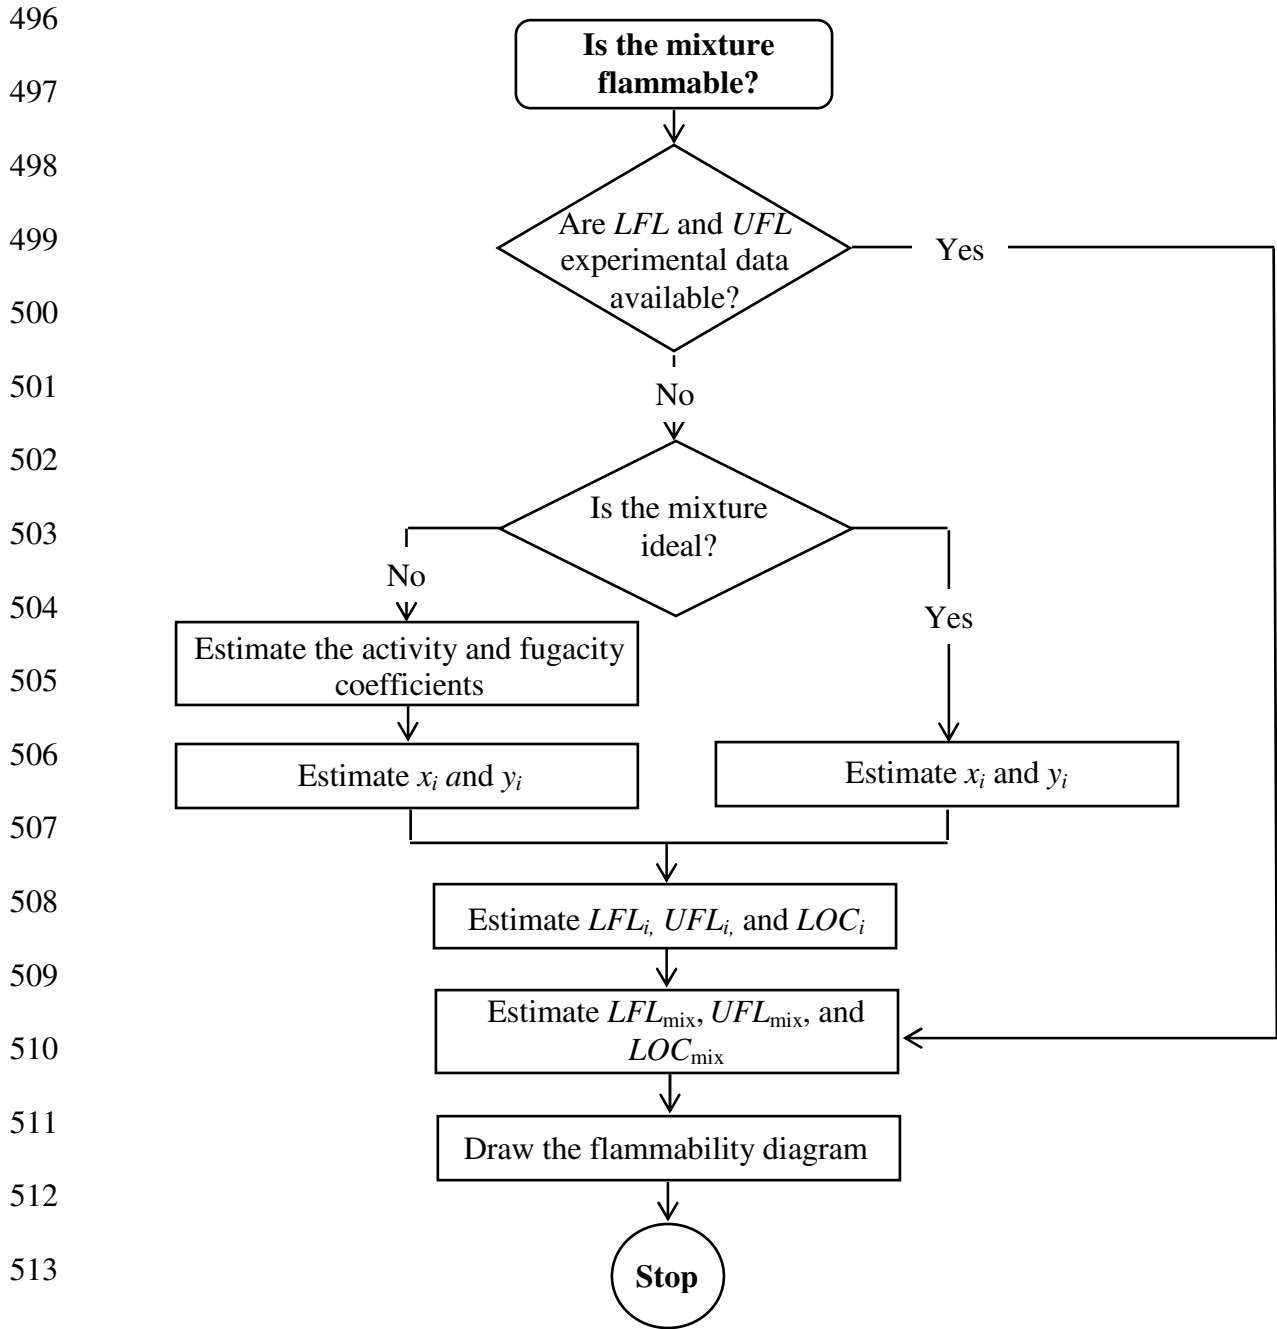 496
Is the mixture
flammable?
497
498
499
Are LFL and UFL
experimental data
available?
Yes
500
501
No
502
503
Is the mixture
ideal?
No
504
Yes
Estimate the activity and fugacity
coefficients
505
506
Estimate xi and yi
Estimate xi and yi
507
508
Estimate LFLi, UFLi, and LOCi
509
Estimate LFLmix, UFLmix, and
LOCmix
510
511
Draw the flammability diagram
512
513
Stop